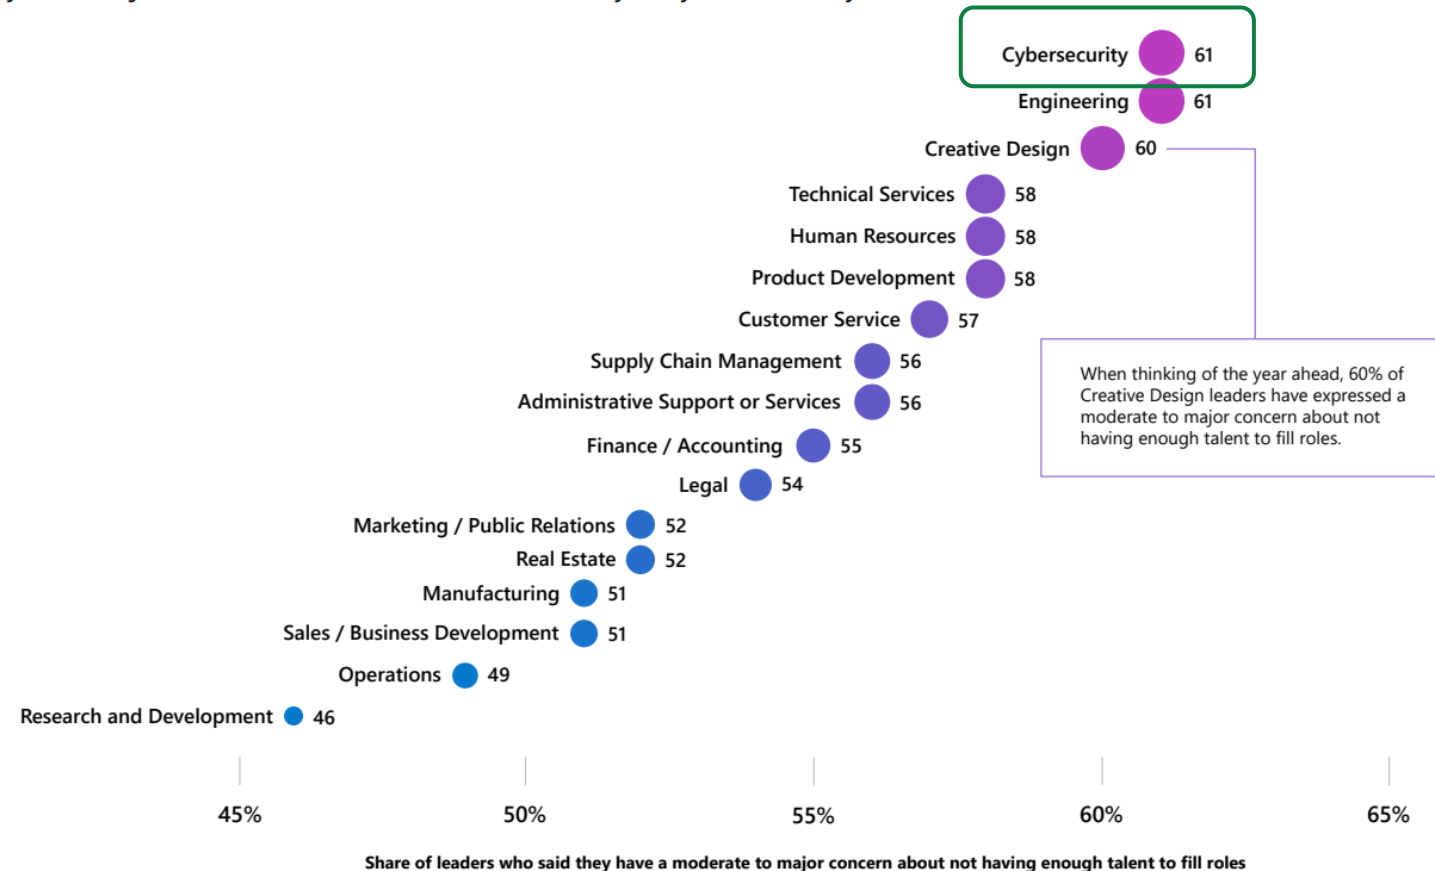 Cybersecurity 61
Engineering 61
Creative Design 60
Technical Services 58
Human Resources 58
Product Development 58
Customer Service 57
Supply Chain Management 56
When thinking of the year ahead, 60% of
Creative Design leaders have expressed a
moderate to major concern about not
having enough talent to fill roles.
Administrative Support or Services 56
Finance / Accounting 55
Legal 54
Marketing / Public Relations 52
Real Estate 52
Manufacturing 51
Sales / Business Development 51
Operations 49
Research and Development 46
45% 50% 55% 60% 65%
Share of leaders who said they have a moderate to major concern about not having enough talent to fill roles